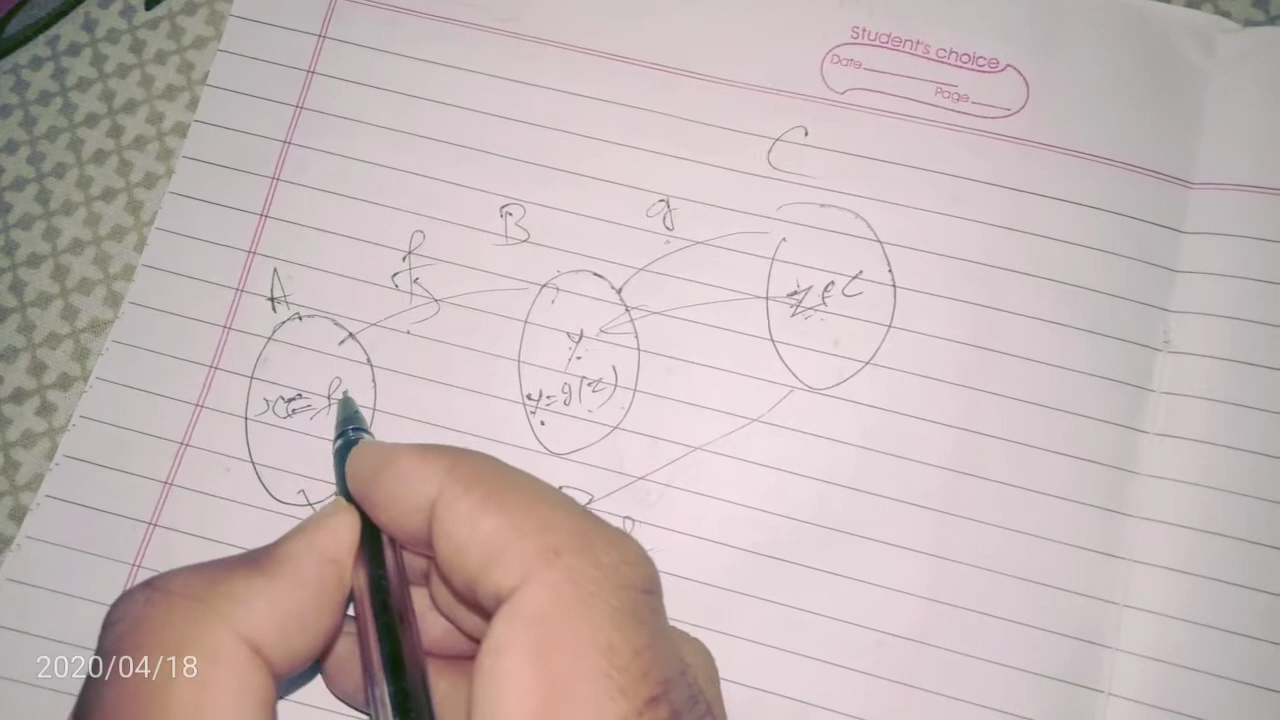 Student's choice
Date
Page
C
g
B
f
A
z ∈ C
y
y = g(z)
x = f
2020/04/18